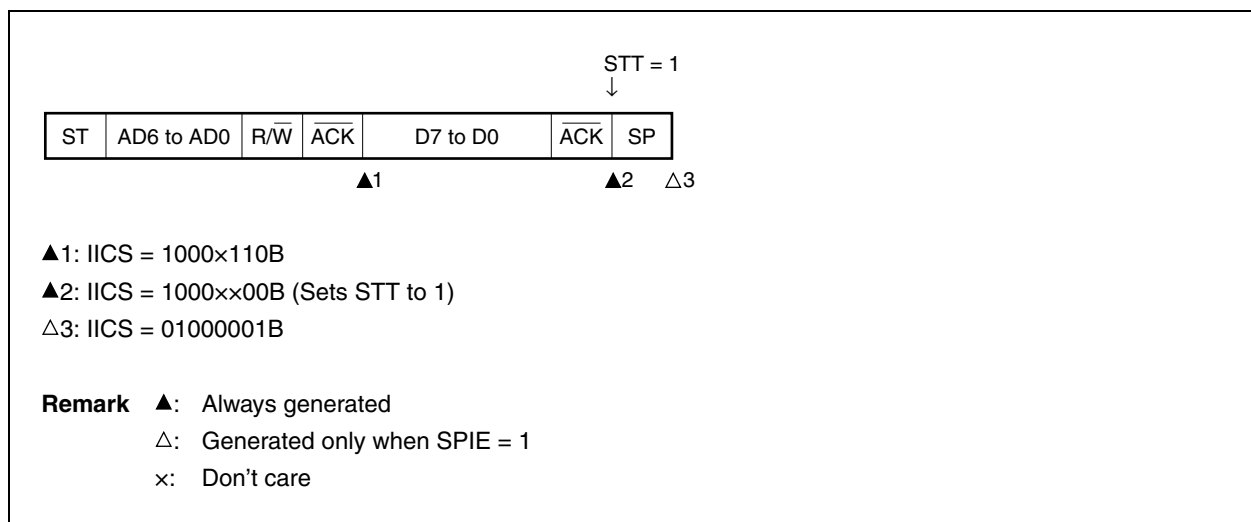 STT = 1
↓
ST AD6 to AD0 R/W̅ A̅C̅K̅ D7 to D0 A̅C̅K̅ SP
▲1 ▲2 △3
▲1: IICS = 1000×110B
▲2: IICS = 1000××00B (Sets STT to 1)
△3: IICS = 01000001B
Remark ▲: Always generated
△: Generated only when SPIE = 1
×: Don't care